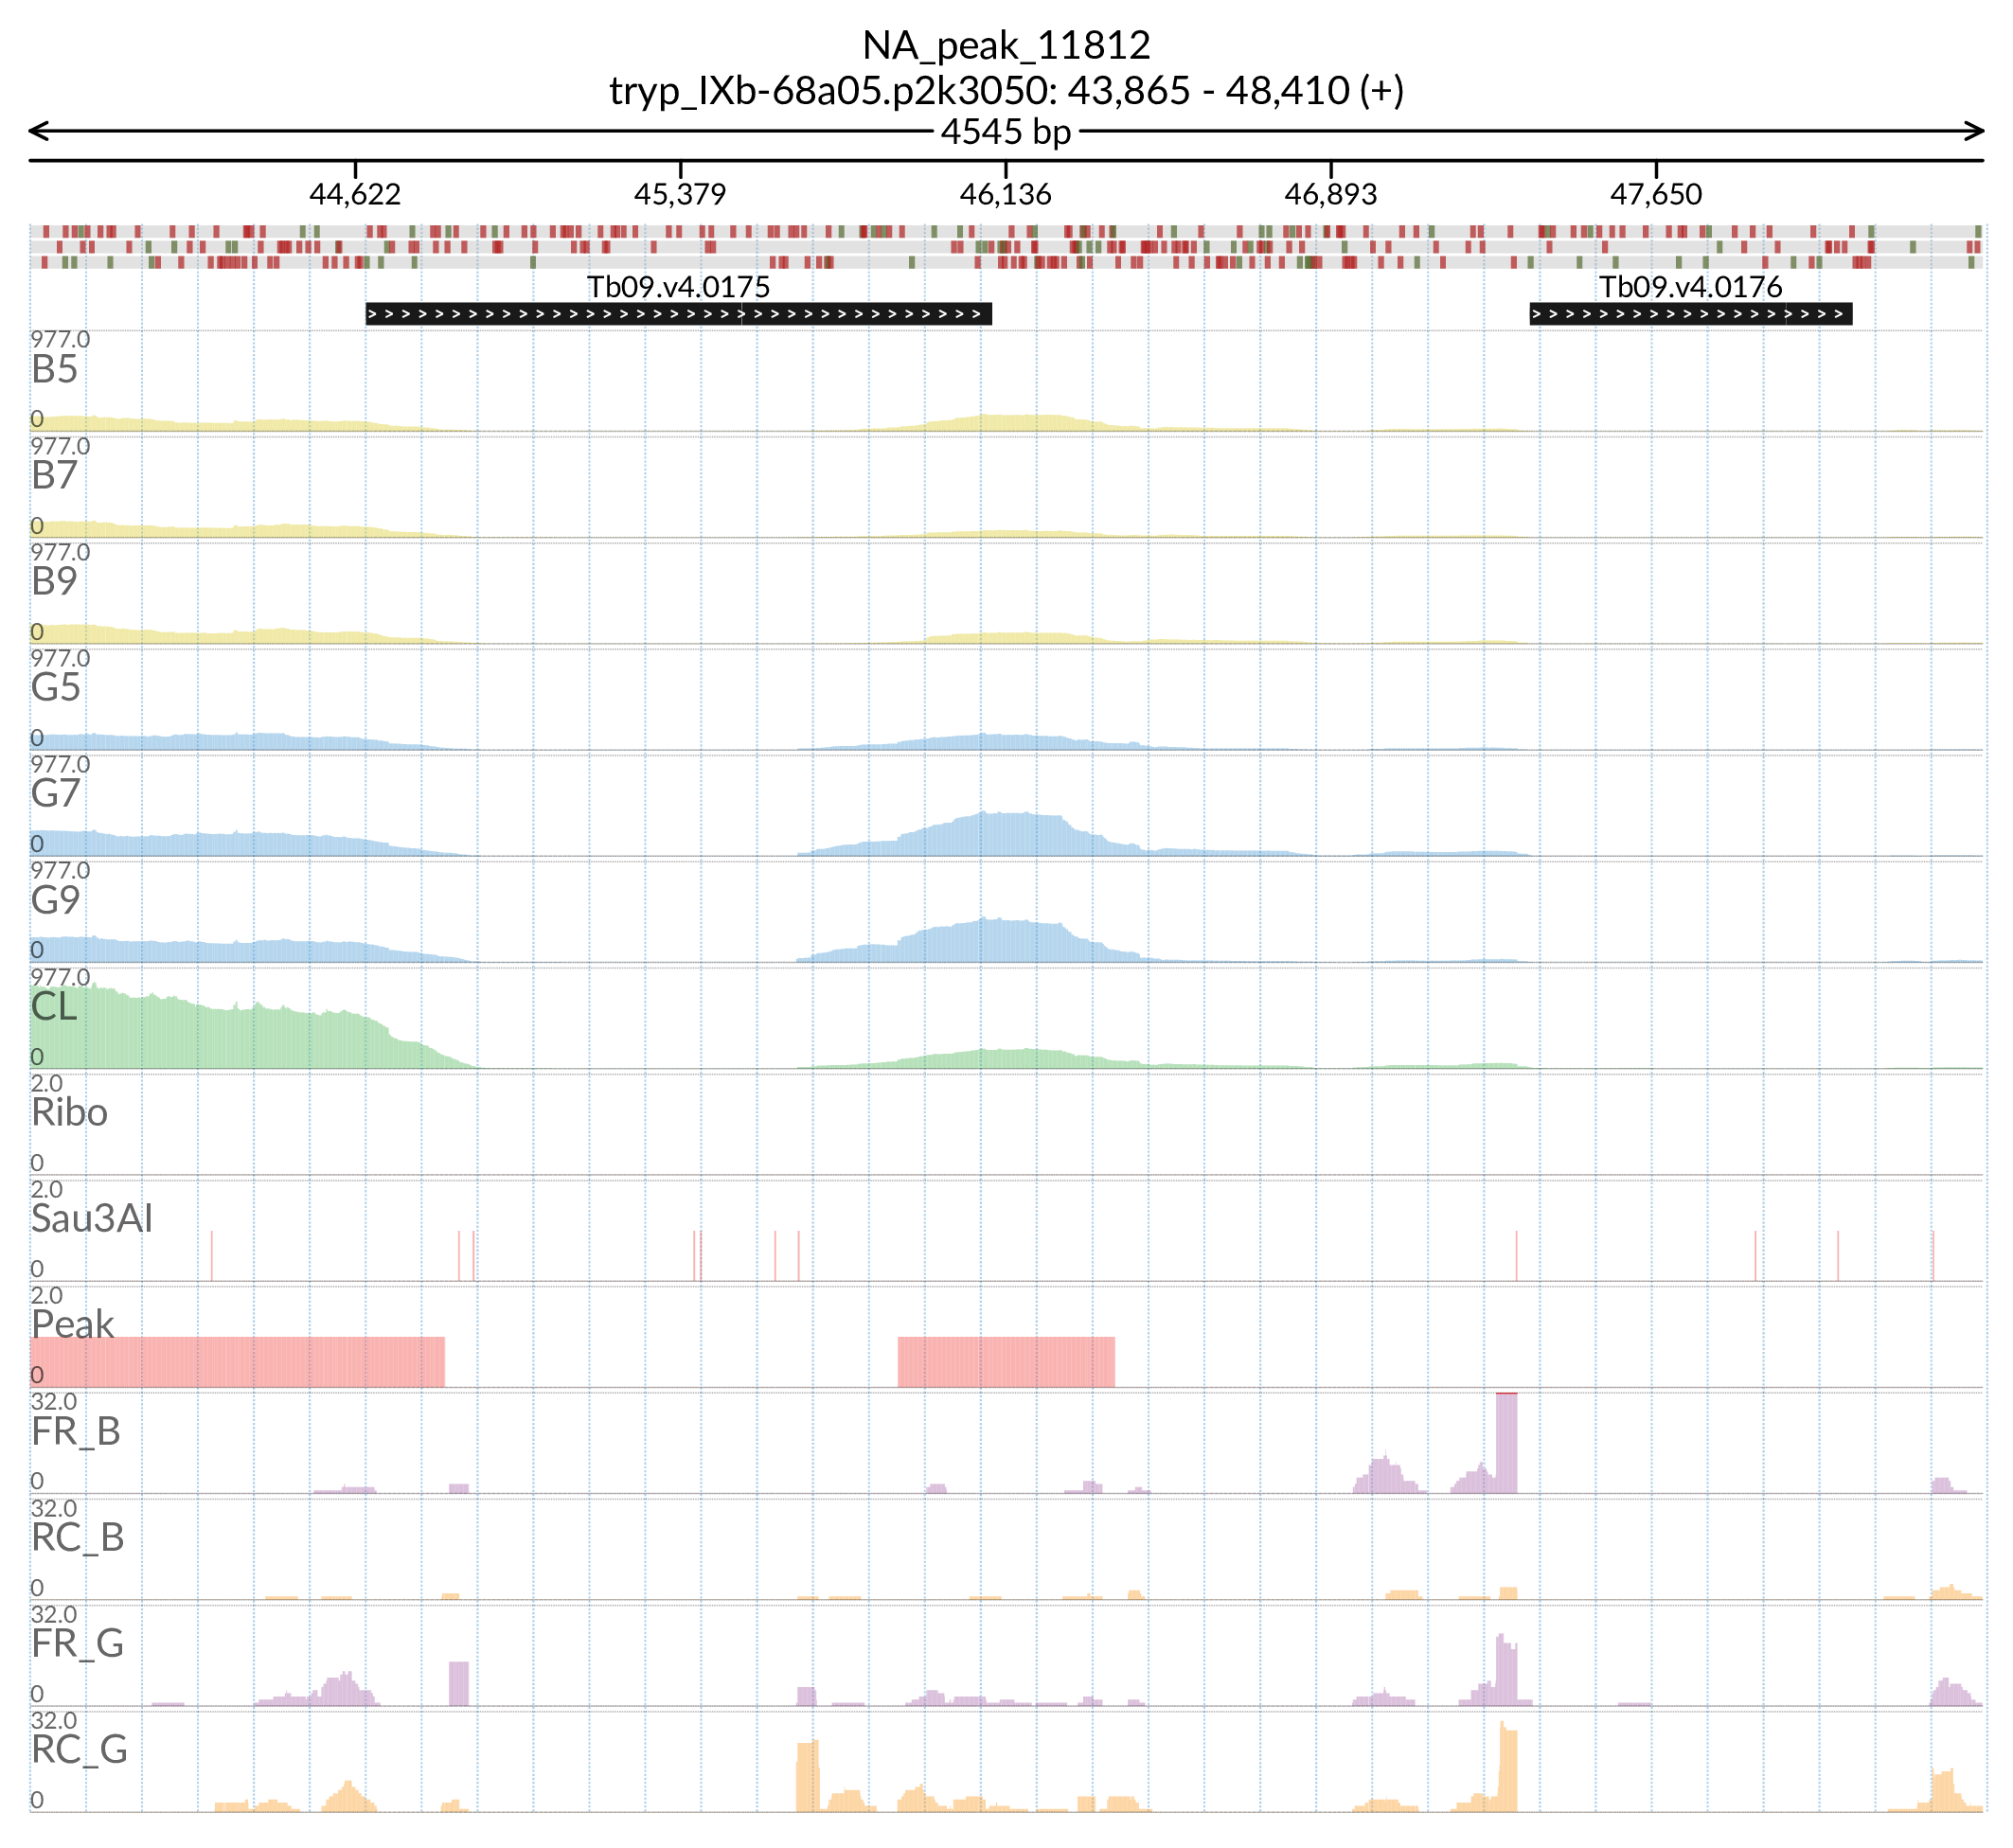 NA_peak_11812
tryp_IXb-68a05.p2k3050: 43,865 - 48,410 (+)
4545 bp
44,622 45,379 46,136 46,893 47,650
Tb09.v4.0175 Tb09.v4.0176
977.0
B5
0
977.0
B7
0
977.0
B9
0
977.0
G5
0
977.0
G7
0
977.0
G9
0
977.0
CL
0
2.0
Ribo
0
2.0
Sau3AI
0
2.0
Peak
0
32.0
FR_B
0
32.0
RC_B
0
32.0
FR_G
0
32.0
RC_G
0